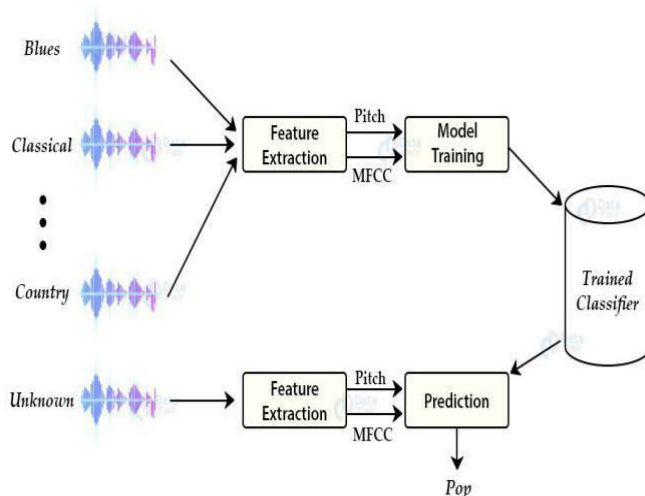 Blues
Classical
Country
Unknown
Feature
Extraction
Pitch
MFCC
Model
Training
Trained
Classifier
Feature
Extraction
Pitch
MFCC
Prediction
Pop